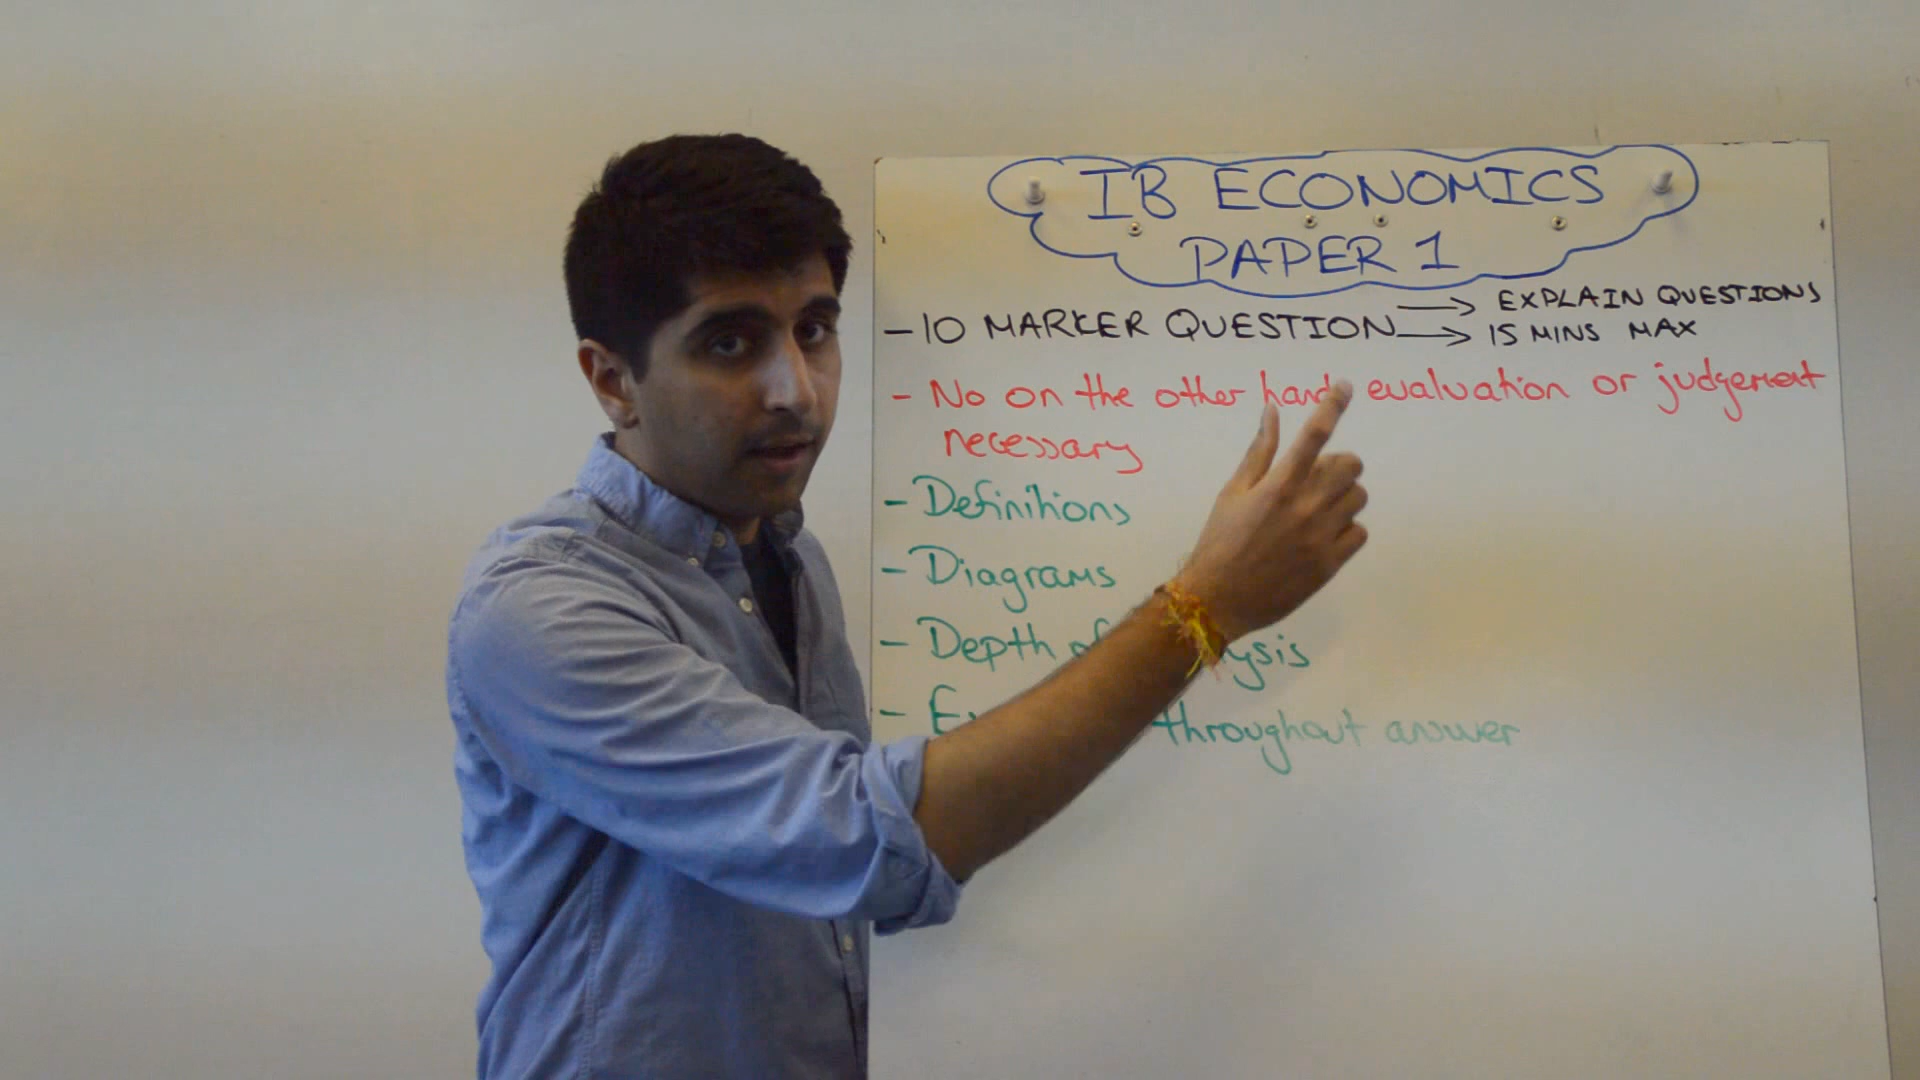 IB ECONOMICS
PAPER 1
- 10 MARKER QUESTION → EXPLAIN QUESTIONS
→ 15 MINS MAX
- No on the other hand, evaluation or judgement
necessary
- Definitions
- Diagrams
- Depth
- throughout answer